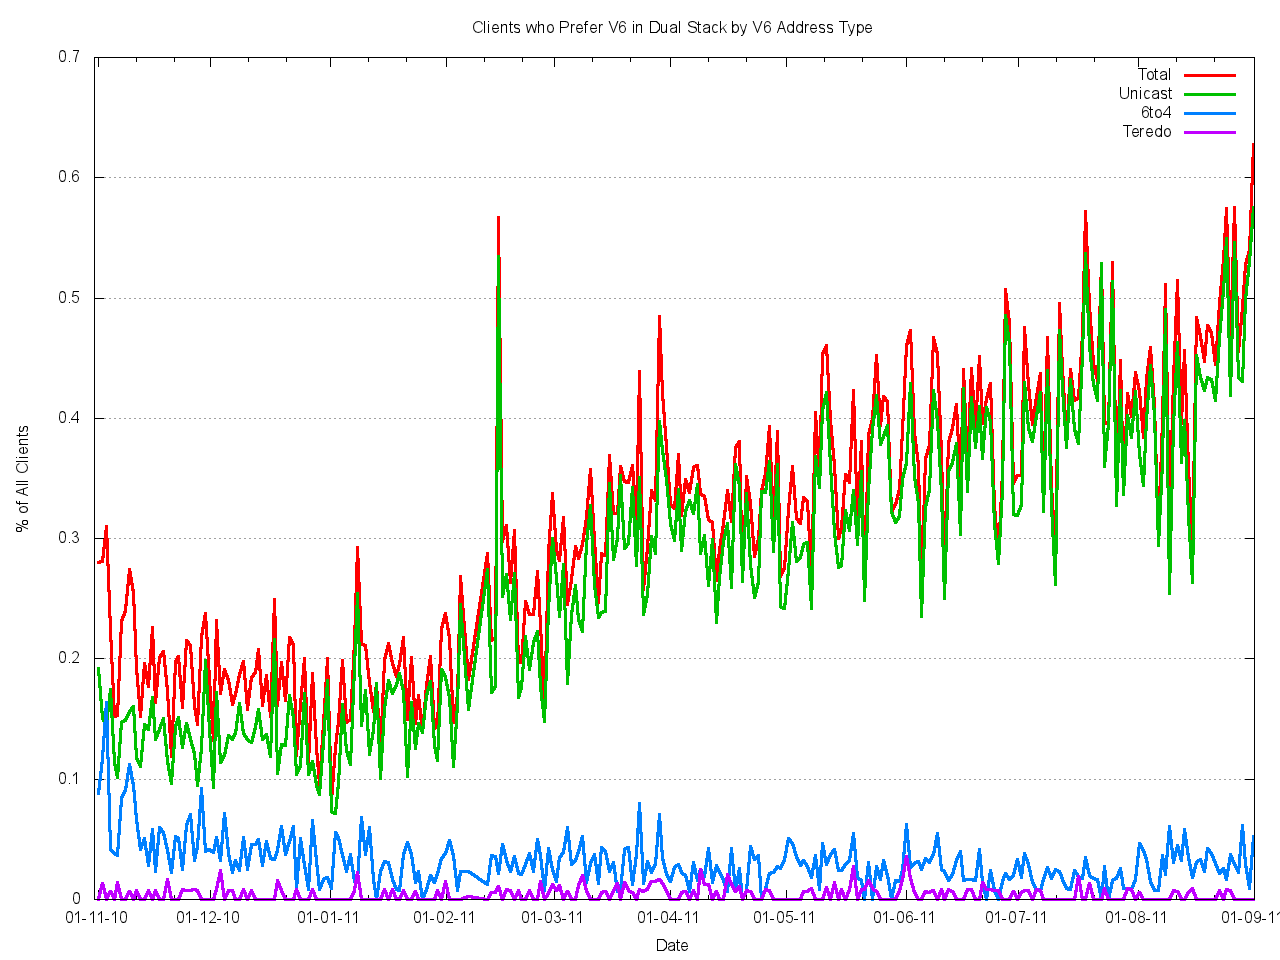 Clients who Prefer V6 in Dual Stack by V6 Address Type
Total
Unicast
6to4
Teredo
% of All Clients
0.7
0.6
0.5
0.4
0.3
0.2
0.1
0
01-11-10 01-12-10 01-01-11 01-02-11 01-03-11 01-04-11 01-05-11 01-06-11 01-07-11 01-08-11 01-09-1
Date